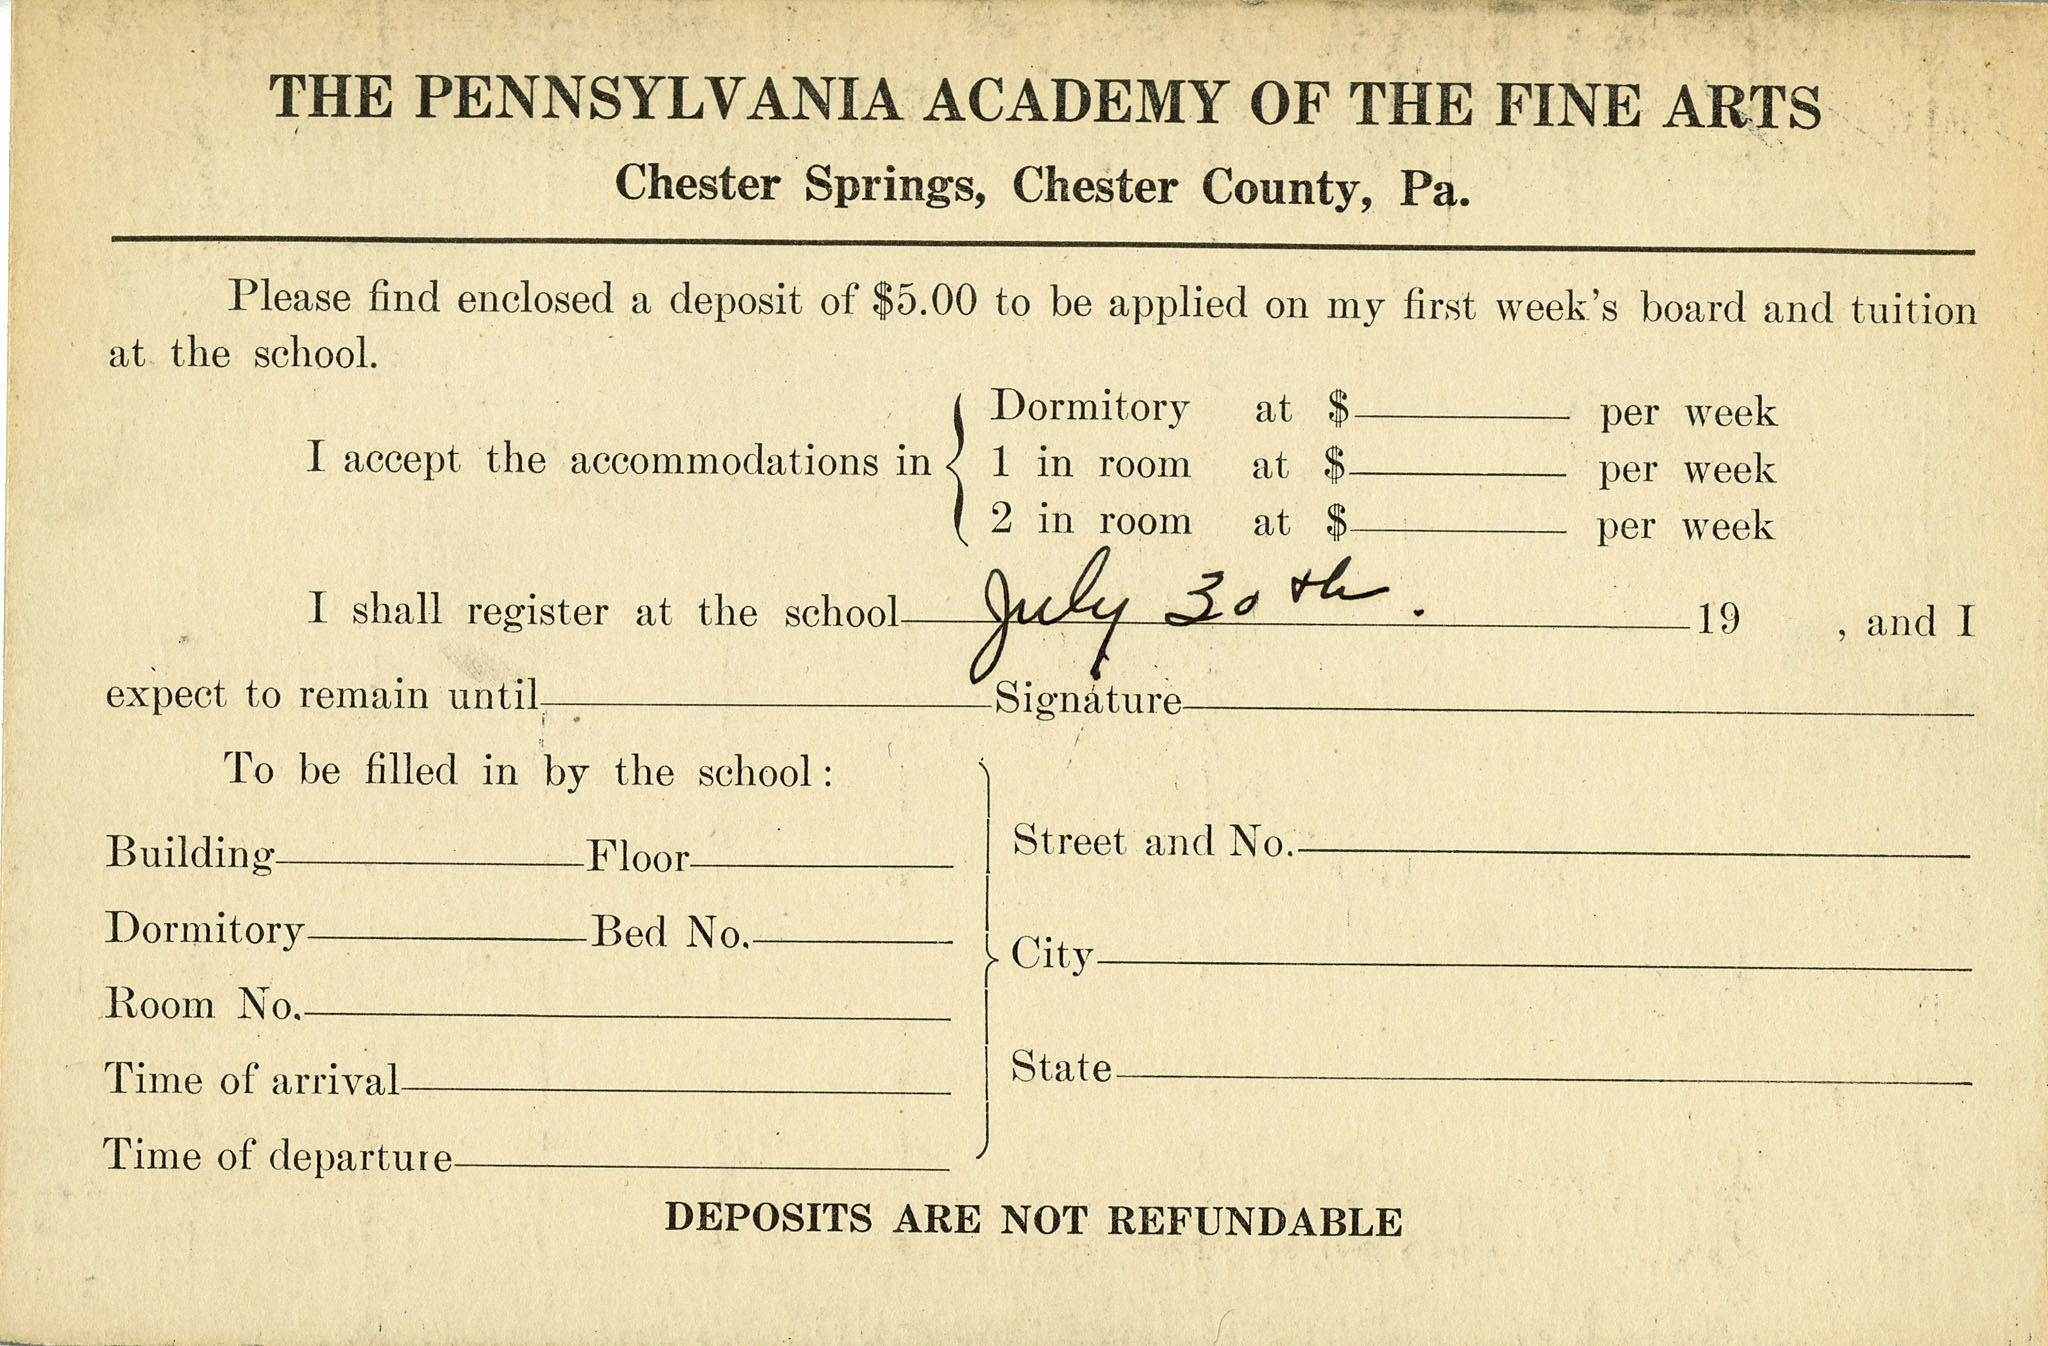 THE PENNSYLVANIA ACADEMY OF THE FINE ARTS
Chester Springs, Chester County, Pa.
Please find enclosed a deposit of $5.00 to be applied on my first week's board and tuition
at the school.
Dormitory at $ per week
I accept the accommodations in 1 in room at $ per week
2 in room at $ per week
I shall register at the school July 30th. 19 , and I
expect to remain until Signature
To be filled in by the school:
Building Floor Street and No.
Dormitory Bed No.
City
Room No.
State
Time of arrival
Time of departure
DEPOSITS ARE NOT REFUNDABLE